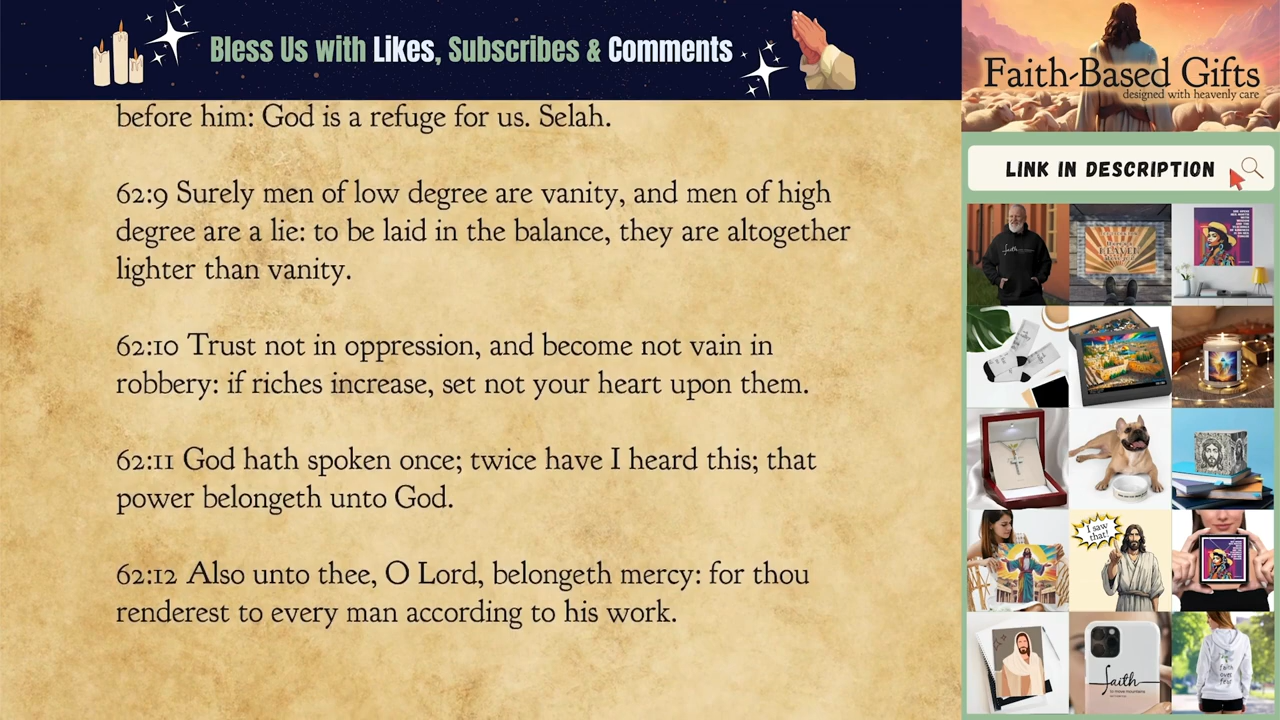 Bless Us with Likes, Subscribes & Comments
before him: God is a refuge for us. Selah.
62:9 Surely men of low degree are vanity, and men of high
degree are a lie: to be laid in the balance, they are altogether
lighter than vanity.
62:10 Trust not in oppression, and become not vain in
robbery: if riches increase, set not your heart upon them.
62:11 God hath spoken once; twice have I heard this; that
power belongeth unto God.
62:12 Also unto thee, O Lord, belongeth mercy: for thou
renderest to every man according to his work.
Faith-Based Gifts
designed with heavenly care
LINK IN DESCRIPTION
I saw
that!
faith
faith
over
fear